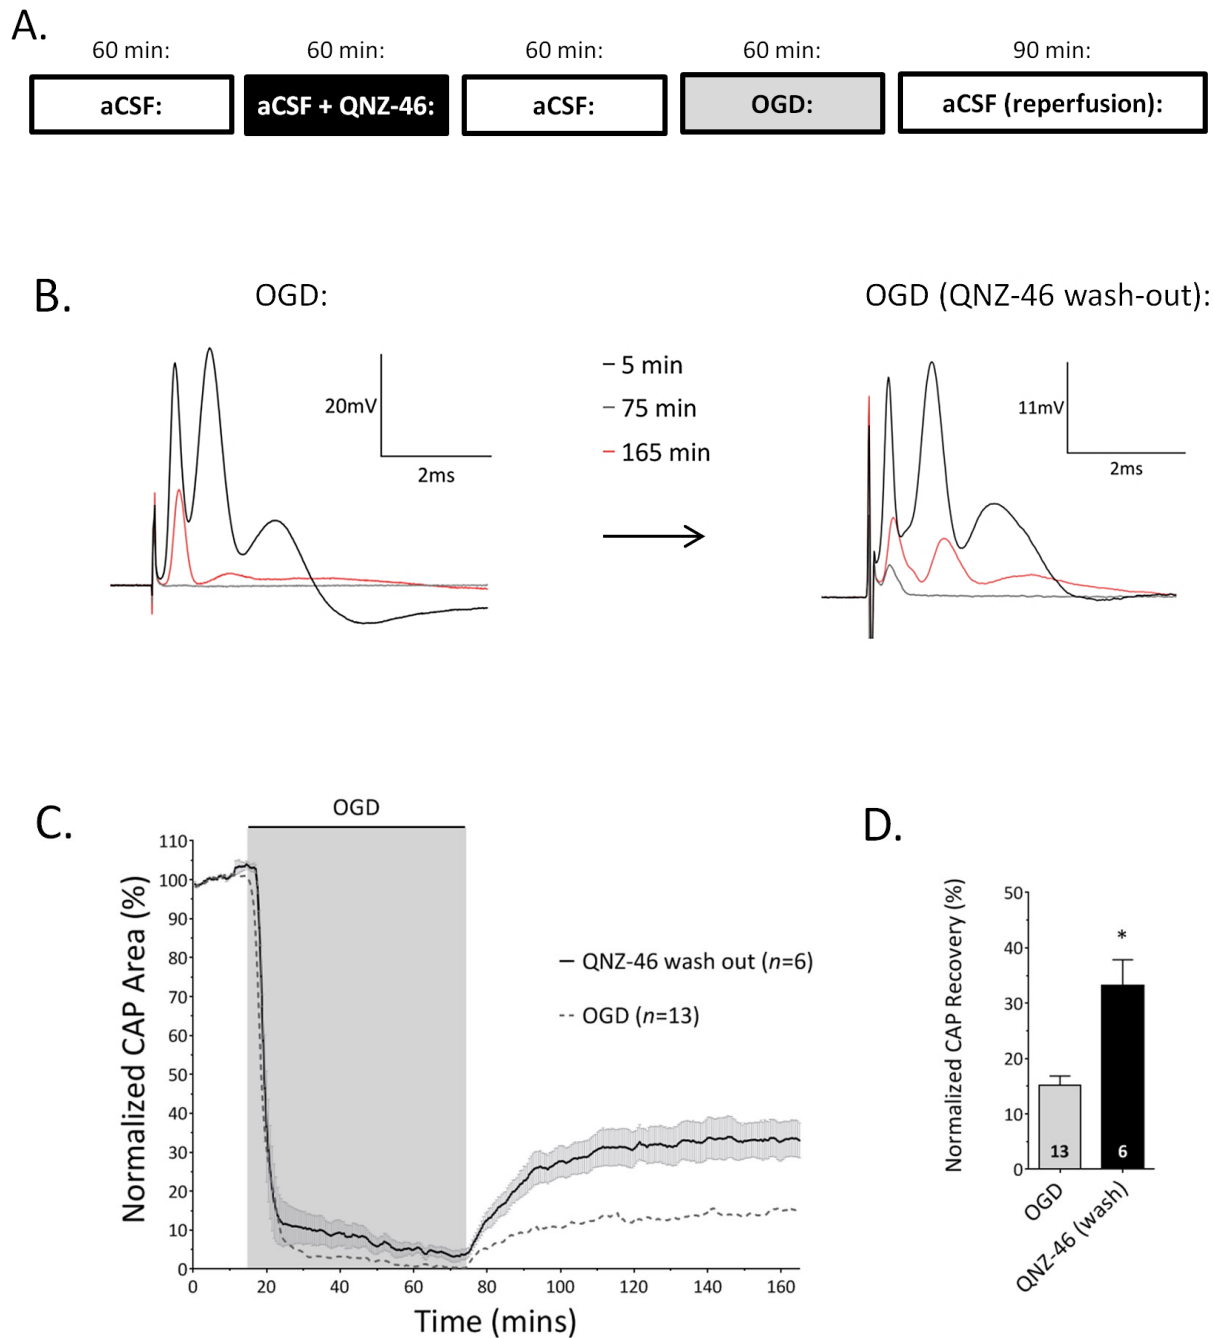 A.
60 min: 60 min: 60 min: 60 min: 90 min:
aCSF: aCSF + QNZ-46: aCSF: OGD: aCSF (reperfusion):
B.
OGD:
20mV
2ms
5 min
75 min
165 min
OGD (QNZ-46 wash-out):
11mV
2ms
C.
OGD
Normalized CAP Area (%)
110
100
90
80
70
60
50
40
30
20
10
0
0 20 40 60 80 100 120 140 160
Time (mins)
QNZ-46 wash out (n=6)
OGD (n=13)
D.
Normalized CAP Recovery (%)
50
40
30
20
10
0
*
13 6
OGD
QNZ-46 (wash)